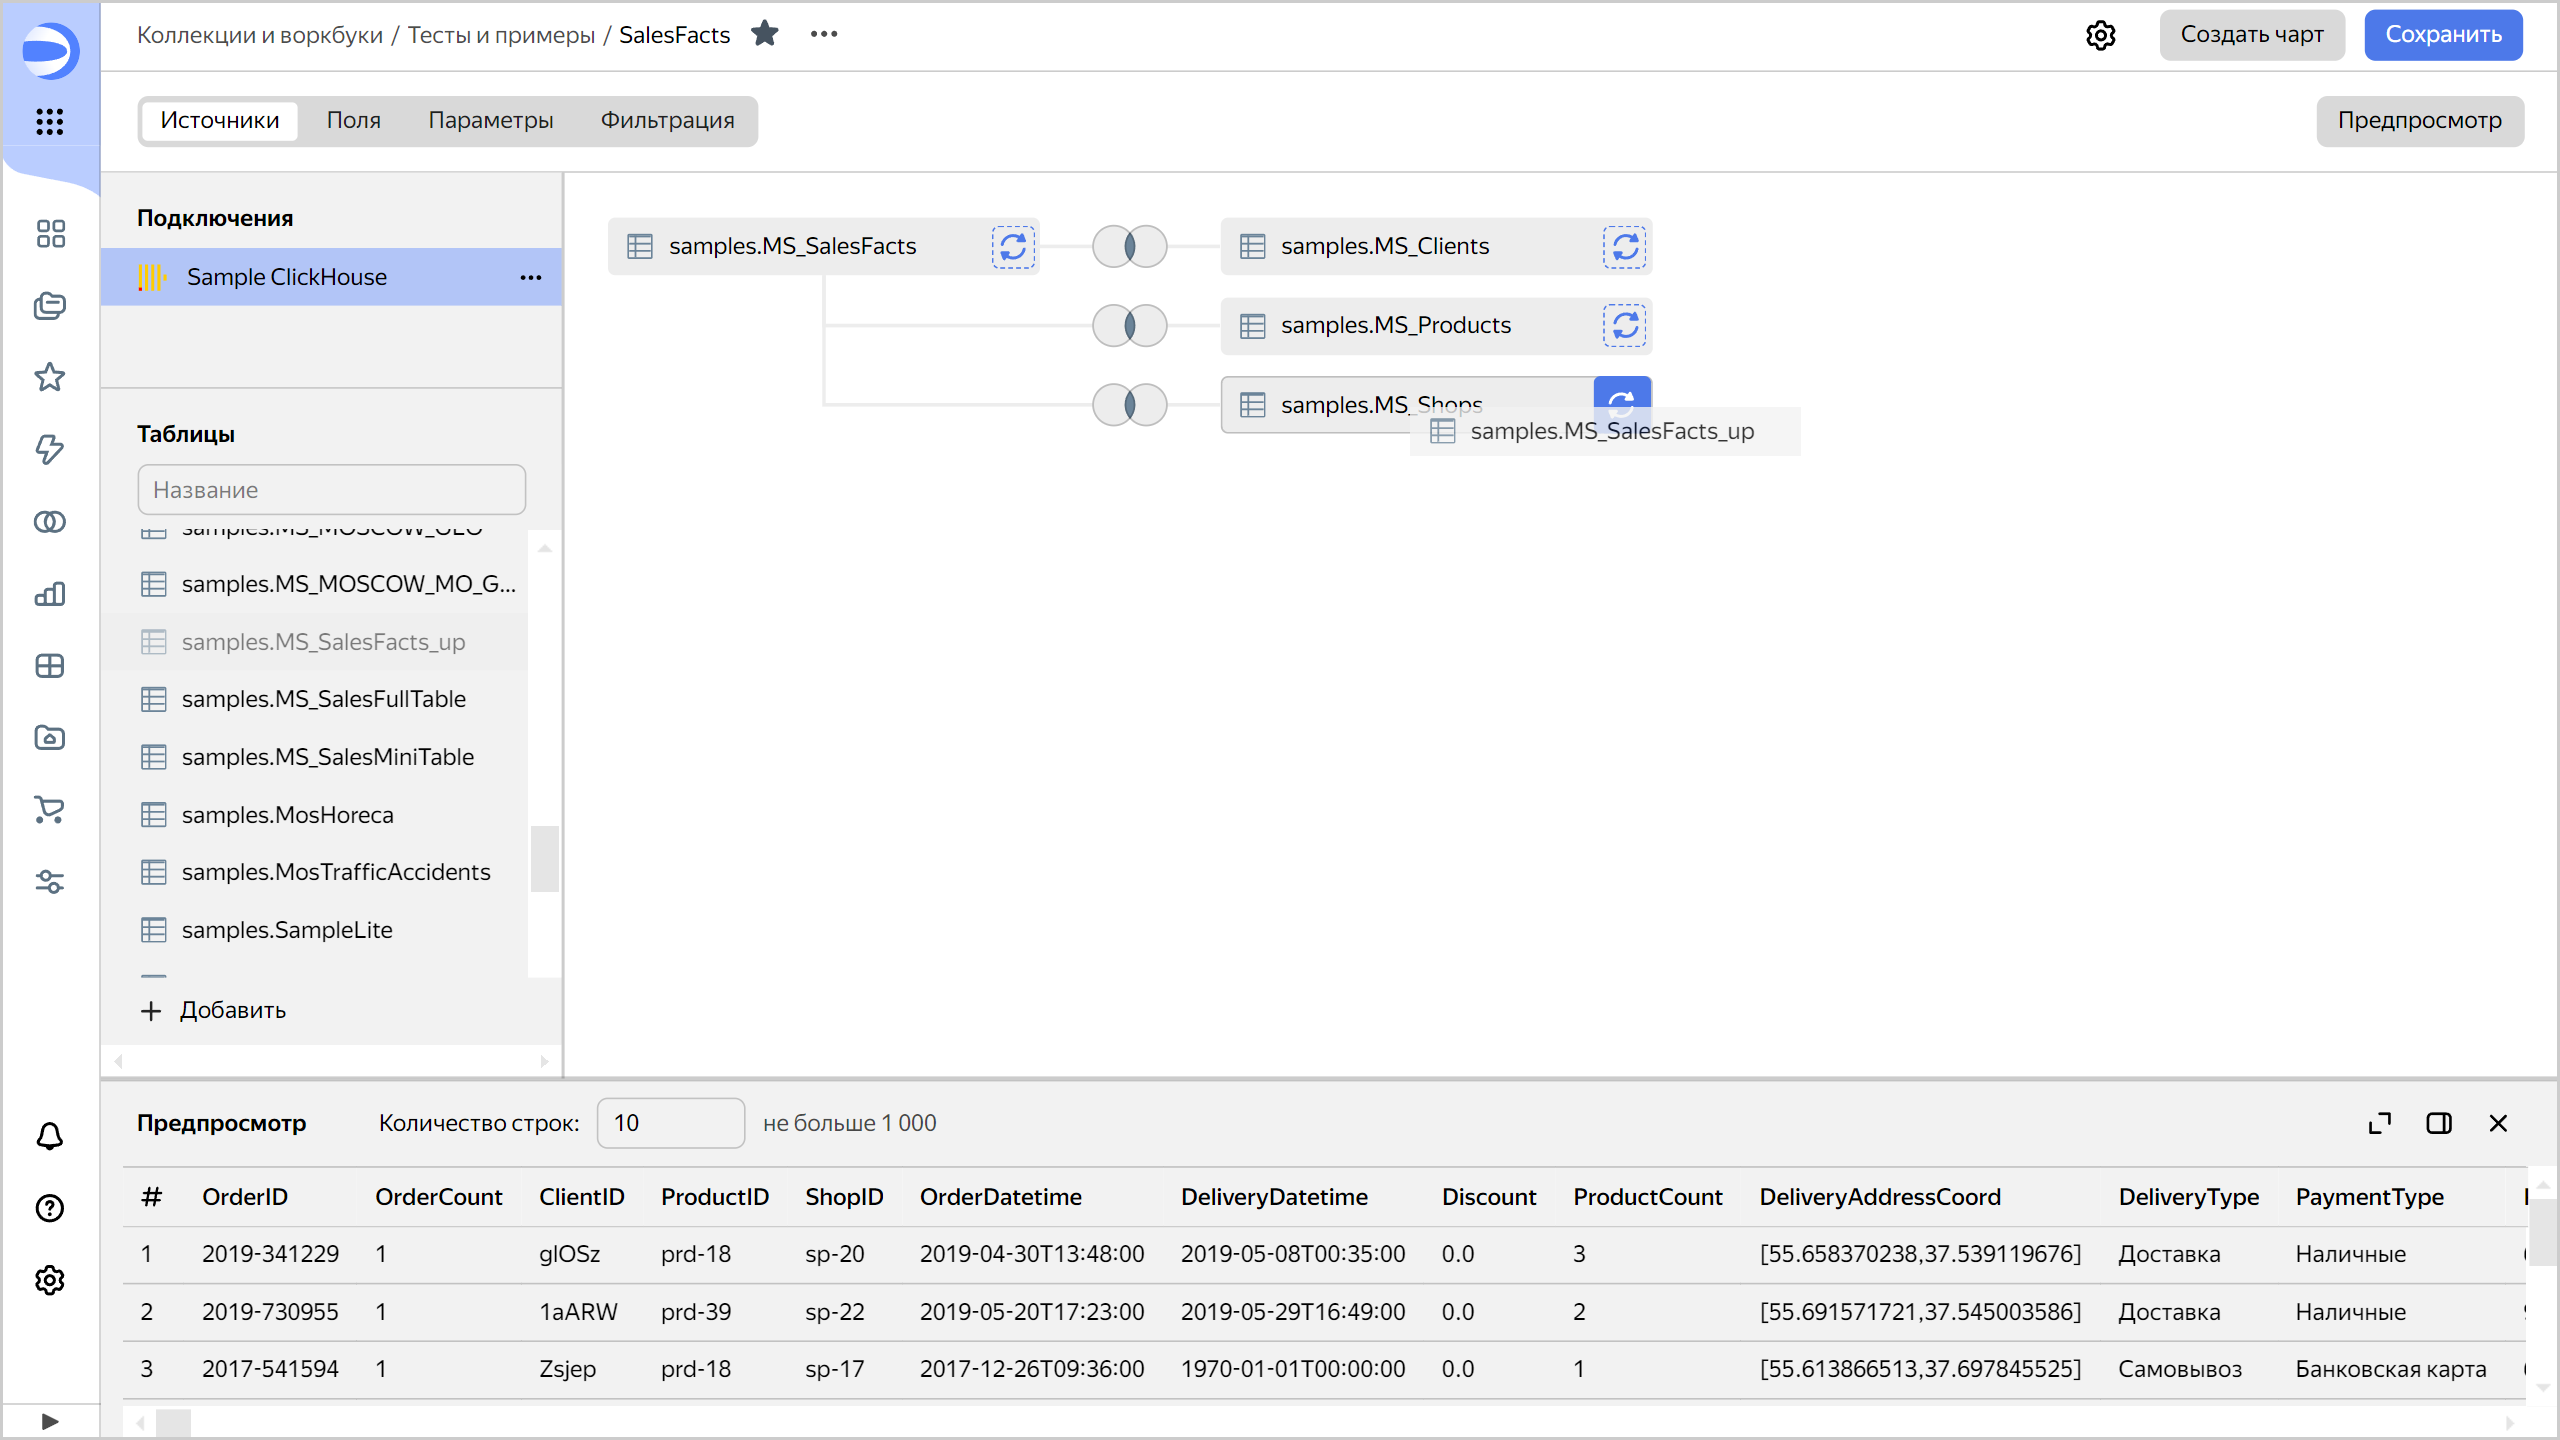 Коллекции и воркбуки / Тесты и примеры / SalesFacts
Создать чарт
Сохранить
Источники Поля Параметры Фильтрация
Предпросмотр
Подключения
Sample ClickHouse
Таблицы
Название
samples.MS_MOSCOW_GEO
samples.MS_MOSCOW_MO_G...
samples.MS_SalesFacts_up
samples.MS_SalesFullTable
samples.MS_SalesMiniTable
samples.MosHoreca
samples.MosTrafficAccidents
samples.SampleLite
Добавить
samples.MS_SalesFacts
samples.MS_Clients
samples.MS_Products
samples.MS_Shops
samples.MS_SalesFacts_up
Предпросмотр Количество строк: 10 не больше 1 000
# OrderID OrderCount ClientID ProductID ShopID OrderDatetime DeliveryDatetime Discount ProductCount DeliveryAddressCoord DeliveryType PaymentType
1 2019-341229 1 glOSz prd-18 sp-20 2019-04-30T13:48:00 2019-05-08T00:35:00 0.0 3 [55.658370238,37.539119676] Доставка Наличные
2 2019-730955 1 1aARW prd-39 sp-22 2019-05-20T17:23:00 2019-05-29T16:49:00 0.0 2 [55.691571721,37.545003586] Доставка Наличные
3 2017-541594 1 Zsjep prd-18 sp-17 2017-12-26T09:36:00 1970-01-01T00:00:00 0.0 1 [55.613866513,37.697845525] Самовывоз Банковская карта